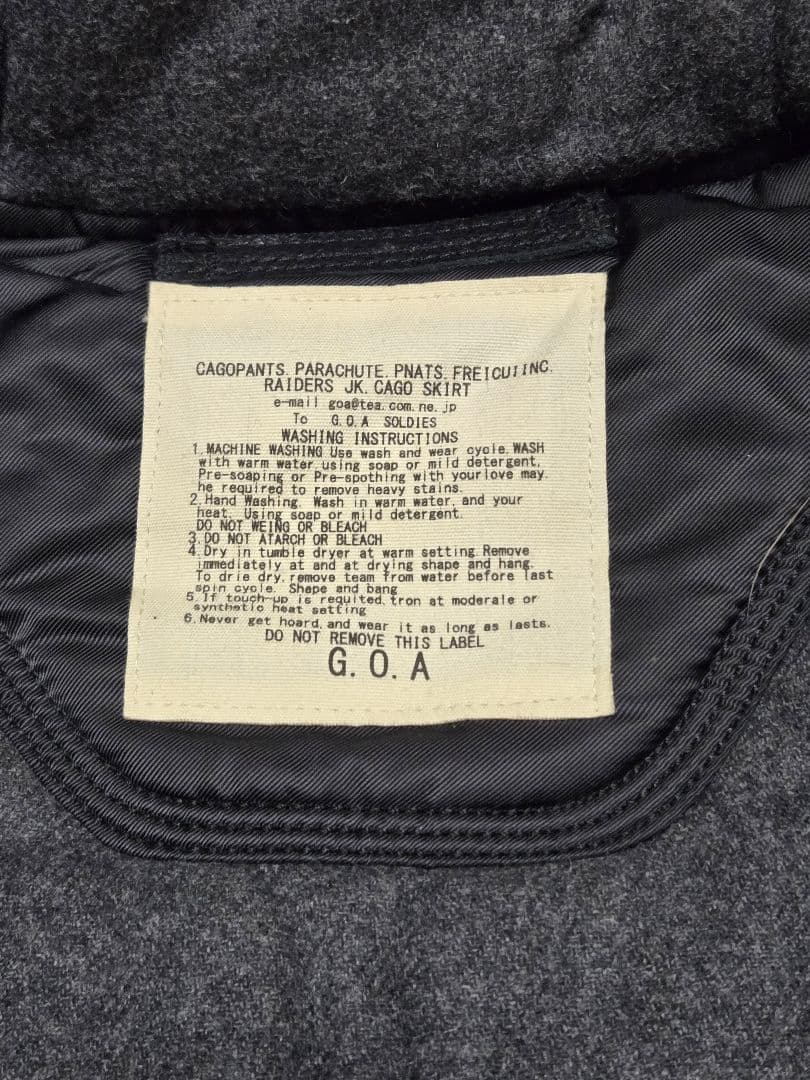 CAGOPANTS. PARACHUTE. PNATS. FREICUIINC.
RAIDERS JK. CAGO SKIRT
e-mail goa@tea.com.ne.jp
To G.O.A SOLDIES
WASHING INSTRUCTIONS
1. MACHINE WASHING Use wash and wear cycle. WASH
with warm water using soap or mild detergent.
Pre-soaping or Pre-spothing with yourlove may.
he required to remove heavy stains.
2. Hand Washing. Wash in warm water, and your
heat. Using soap or mild detergent.
DO NOT WEING OR BLEACH
3. DO NOT ATARCH OR BLEACH
4. Dry in tumble dryer at warm setting. Remove
immediately at and at drying shape and hang.
To drie dry, remove team from water before last
spin cycle. Shape and bang
5. If touch-up is requited, tron at moderale or
synthetic heat setting
6. Never get hoard, and wear it as long as lasts.
DO NOT REMOVE THIS LABEL
G.O.A